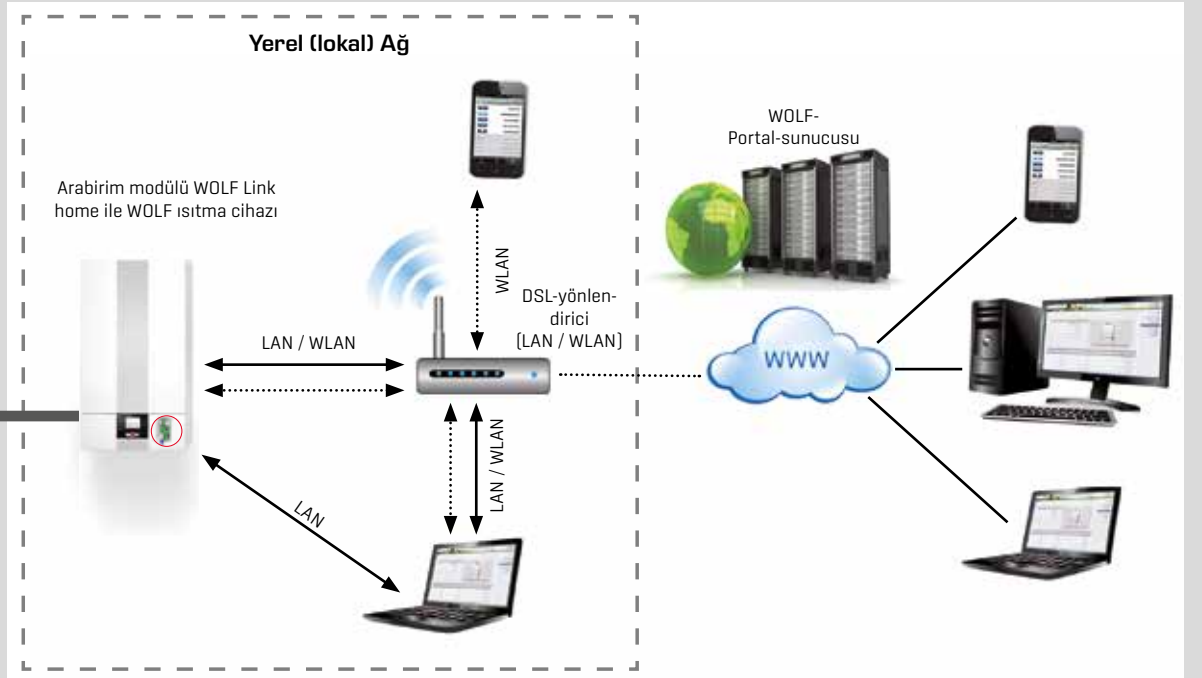 Yerel (lokal) Ağ
WOLF-
Portal-sunucusu
Arabirim modülü WOLF Link
home ile WOLF ısıtma cihazı
WLAN
DSL-yönlen-
dirici
(LAN / WLAN)
LAN / WLAN
WWW
LAN / WLAN
LAN